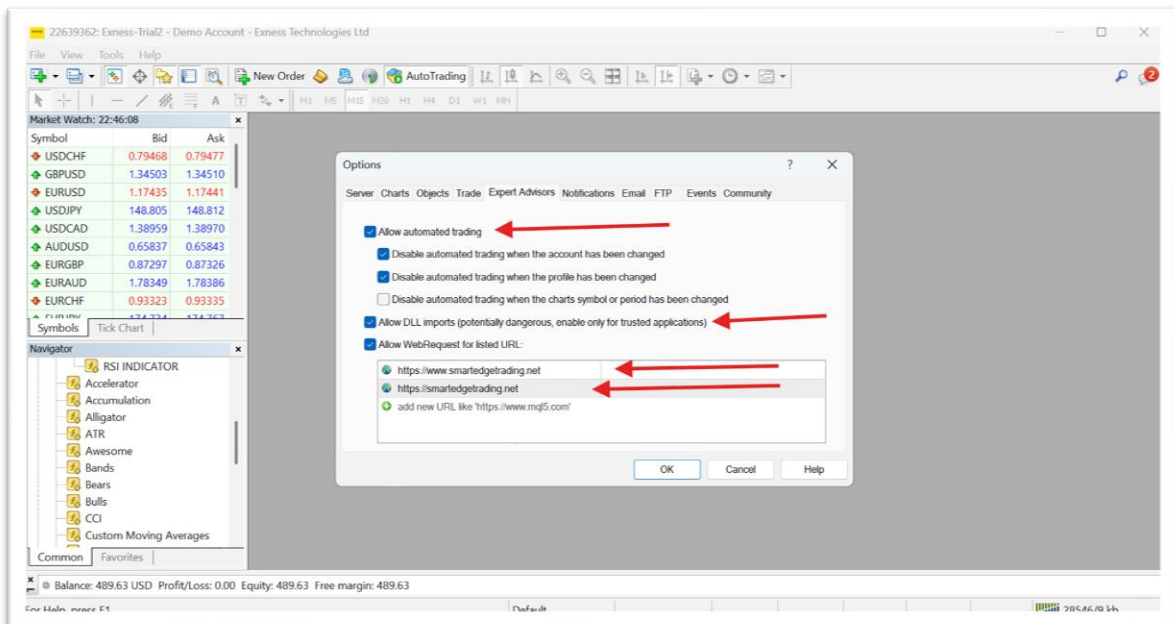 22639362: Exness-Trial2 - Demo Account - Exness Technologies Ltd
File View Tools Help
New Order AutoTrading
M1 M5 M15 M30 H1 H4 D1 W1 MN
2
Market Watch: 22:46:08
Symbol Bid Ask
USDCHF 0.79468 0.79477
GBPUSD 1.34503 1.34510
EURUSD 1.17435 1.17441
USDJPY 148.805 148.812
USDCAD 1.38959 1.38970
AUDUSD 0.65837 0.65843
EURGBP 0.87297 0.87326
EURAUD 1.78349 1.78386
EURCHF 0.93323 0.93335
Symbols Tick Chart
Navigator
RSI INDICATOR
Accelerator
Accumulation
Alligator
ATR
Awesome
Bands
Bears
Bulls
CCI
Custom Moving Averages
Common Favorites
Options ?
Server Charts Objects Trade Expert Advisors Notifications Email FTP Events Community
Allow automated trading
Disable automated trading when the account has been changed
Disable automated trading when the profile has been changed
Disable automated trading when the charts symbol or period has been changed
Allow DLL imports (potentially dangerous, enable only for trusted applications)
Allow WebRequest for listed URL:
https://www.smartedgetrading.net
https://smartedgetrading.net
add new URL like 'https://www.mql5.com'
OK Cancel Help
Balance: 489.63 USD Profit/Loss: 0.00 Equity: 489.63 Free margin: 489.63
For Help, press F1 Default 28546/9 kb